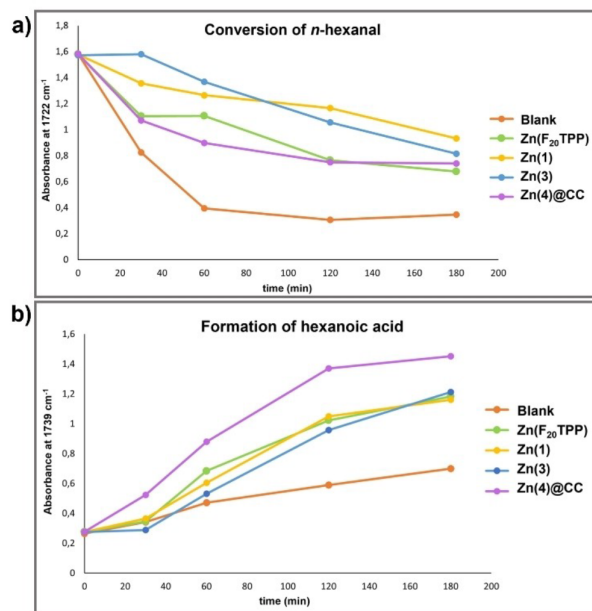 a)
Conversion of n-hexanal
Absorbance at 1722 cm⁻¹
1,8
1,6
1,4
1,2
1
0,8
0,6
0,4
0,2
0
0 20 40 60 80 100 120 140 160 180 200
time (min)
Blank
Zn(F₂₀TPP)
Zn(1)
Zn(3)
Zn(4)@CC
b)
Formation of hexanoic acid
Absorbance at 1739 cm⁻¹
1,6
1,4
1,2
1
0,8
0,6
0,4
0,2
0
0 20 40 60 80 100 120 140 160 180 200
time (min)
Blank
Zn(F₂₀TPP)
Zn(1)
Zn(3)
Zn(4)@CC